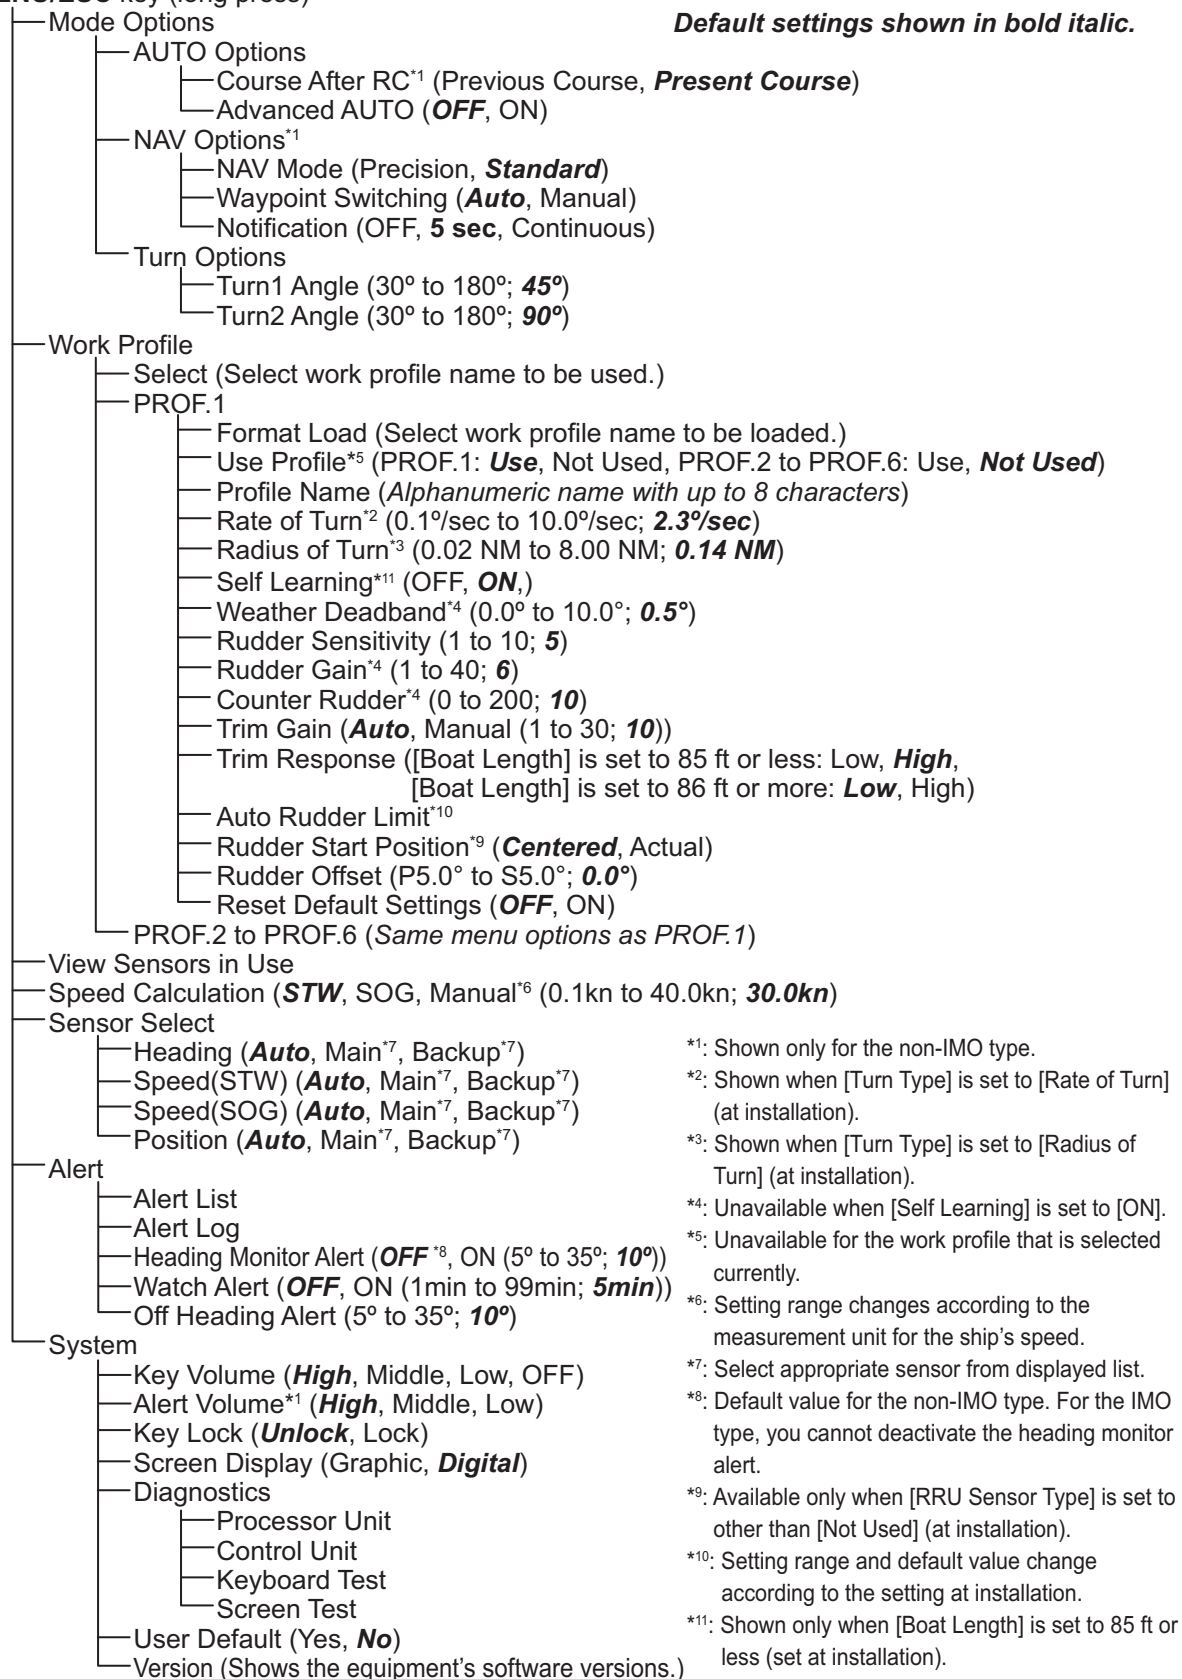 key (long press)
Mode Options
Default settings shown in bold italic.
AUTO Options
Course After RC*1 (Previous Course, Present Course)
Advanced AUTO (OFF, ON)
NAV Options*1
NAV Mode (Precision, Standard)
Waypoint Switching (Auto, Manual)
Notification (OFF, 5 sec, Continuous)
Turn Options
Turn1 Angle (30º to 180º; 45º)
Turn2 Angle (30º to 180º; 90º)
Work Profile
Select (Select work profile name to be used.)
PROF.1
Format Load (Select work profile name to be loaded.)
Use Profile*5 (PROF.1: Use, Not Used, PROF.2 to PROF.6: Use, Not Used)
Profile Name (Alphanumeric name with up to 8 characters)
Rate of Turn*2 (0.1º/sec to 10.0º/sec; 2.3º/sec)
Radius of Turn*3 (0.02 NM to 8.00 NM; 0.14 NM)
Self Learning*11 (OFF, ON,)
Weather Deadband*4 (0.0º to 10.0°; 0.5°)
Rudder Sensitivity (1 to 10; 5)
Rudder Gain*4 (1 to 40; 6)
Counter Rudder*4 (0 to 200; 10)
Trim Gain (Auto, Manual (1 to 30; 10))
Trim Response ([Boat Length] is set to 85 ft or less: Low, High,
[Boat Length] is set to 86 ft or more: Low, High)
Auto Rudder Limit*10
Rudder Start Position*9 (Centered, Actual)
Rudder Offset (P5.0° to S5.0°; 0.0°)
Reset Default Settings (OFF, ON)
PROF.2 to PROF.6 (Same menu options as PROF.1)
View Sensors in Use
Speed Calculation (STW, SOG, Manual*6 (0.1kn to 40.0kn; 30.0kn)
Sensor Select
Heading (Auto, Main*7, Backup*7)
Speed(STW) (Auto, Main*7, Backup*7)
Speed(SOG) (Auto, Main*7, Backup*7)
Position (Auto, Main*7, Backup*7)
Alert
Alert List
Alert Log
Heading Monitor Alert (OFF *8, ON (5º to 35º; 10º))
Watch Alert (OFF, ON (1min to 99min; 5min))
Off Heading Alert (5º to 35º; 10º)
System
Key Volume (High, Middle, Low, OFF)
Alert Volume*1 (High, Middle, Low)
Key Lock (Unlock, Lock)
Screen Display (Graphic, Digital)
Diagnostics
Processor Unit
Control Unit
Keyboard Test
Screen Test
User Default (Yes, No)
Version (Shows the equipment's software versions.)
*1: Shown only for the non-IMO type.
*2: Shown when [Turn Type] is set to [Rate of Turn]
(at installation).
*3: Shown when [Turn Type] is set to [Radius of
Turn] (at installation).
*4: Unavailable when [Self Learning] is set to [ON].
*5: Unavailable for the work profile that is selected
currently.
*6: Setting range changes according to the
measurement unit for the ship's speed.
*7: Select appropriate sensor from displayed list.
*8: Default value for the non-IMO type. For the IMO
type, you cannot deactivate the heading monitor
alert.
*9: Available only when [RRU Sensor Type] is set to
other than [Not Used] (at installation).
*10: Setting range and default value change
according to the setting at installation.
*11: Shown only when [Boat Length] is set to 85 ft or
less (set at installation).